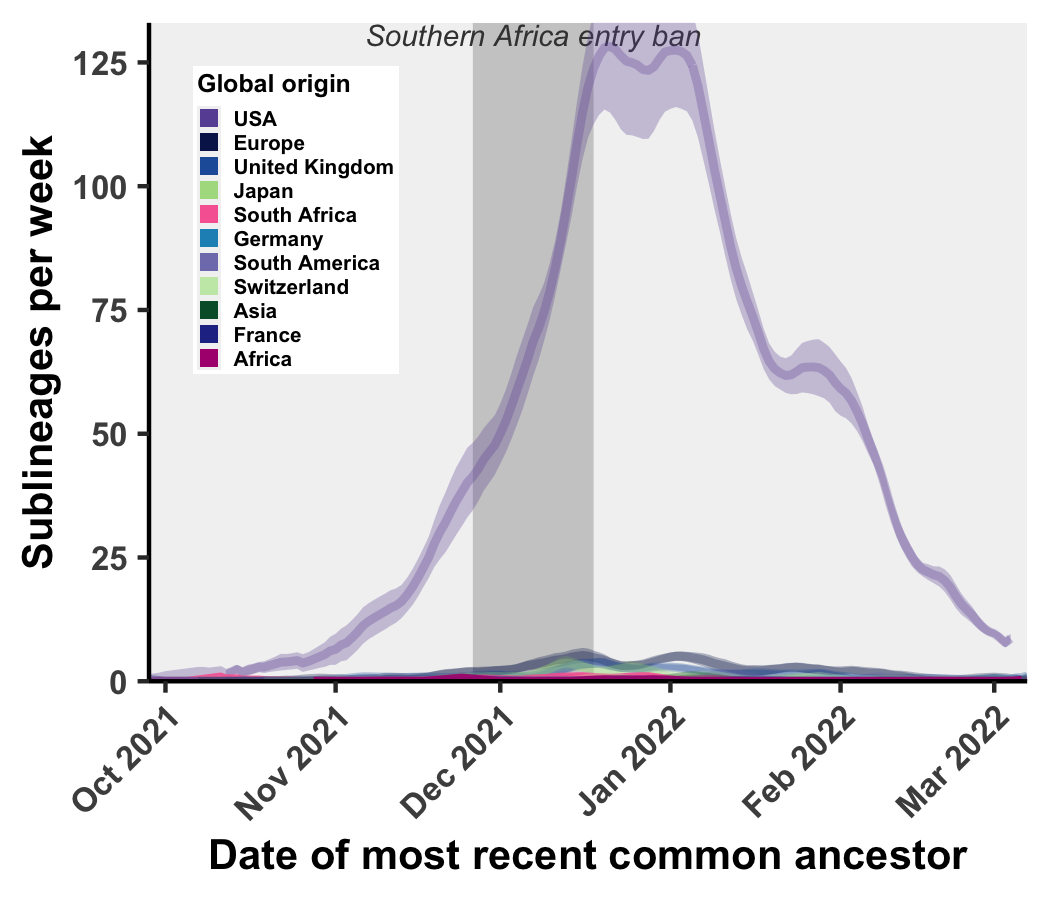 Southern Africa entry ban
125
100
75
50
25
0
Sublineages per week
Global origin
USA
Europe
United Kingdom
Japan
South Africa
Germany
South America
Switzerland
Asia
France
Africa
Oct 2021
Nov 2021
Dec 2021
Jan 2022
Feb 2022
Mar 2022
Date of most recent common ancestor